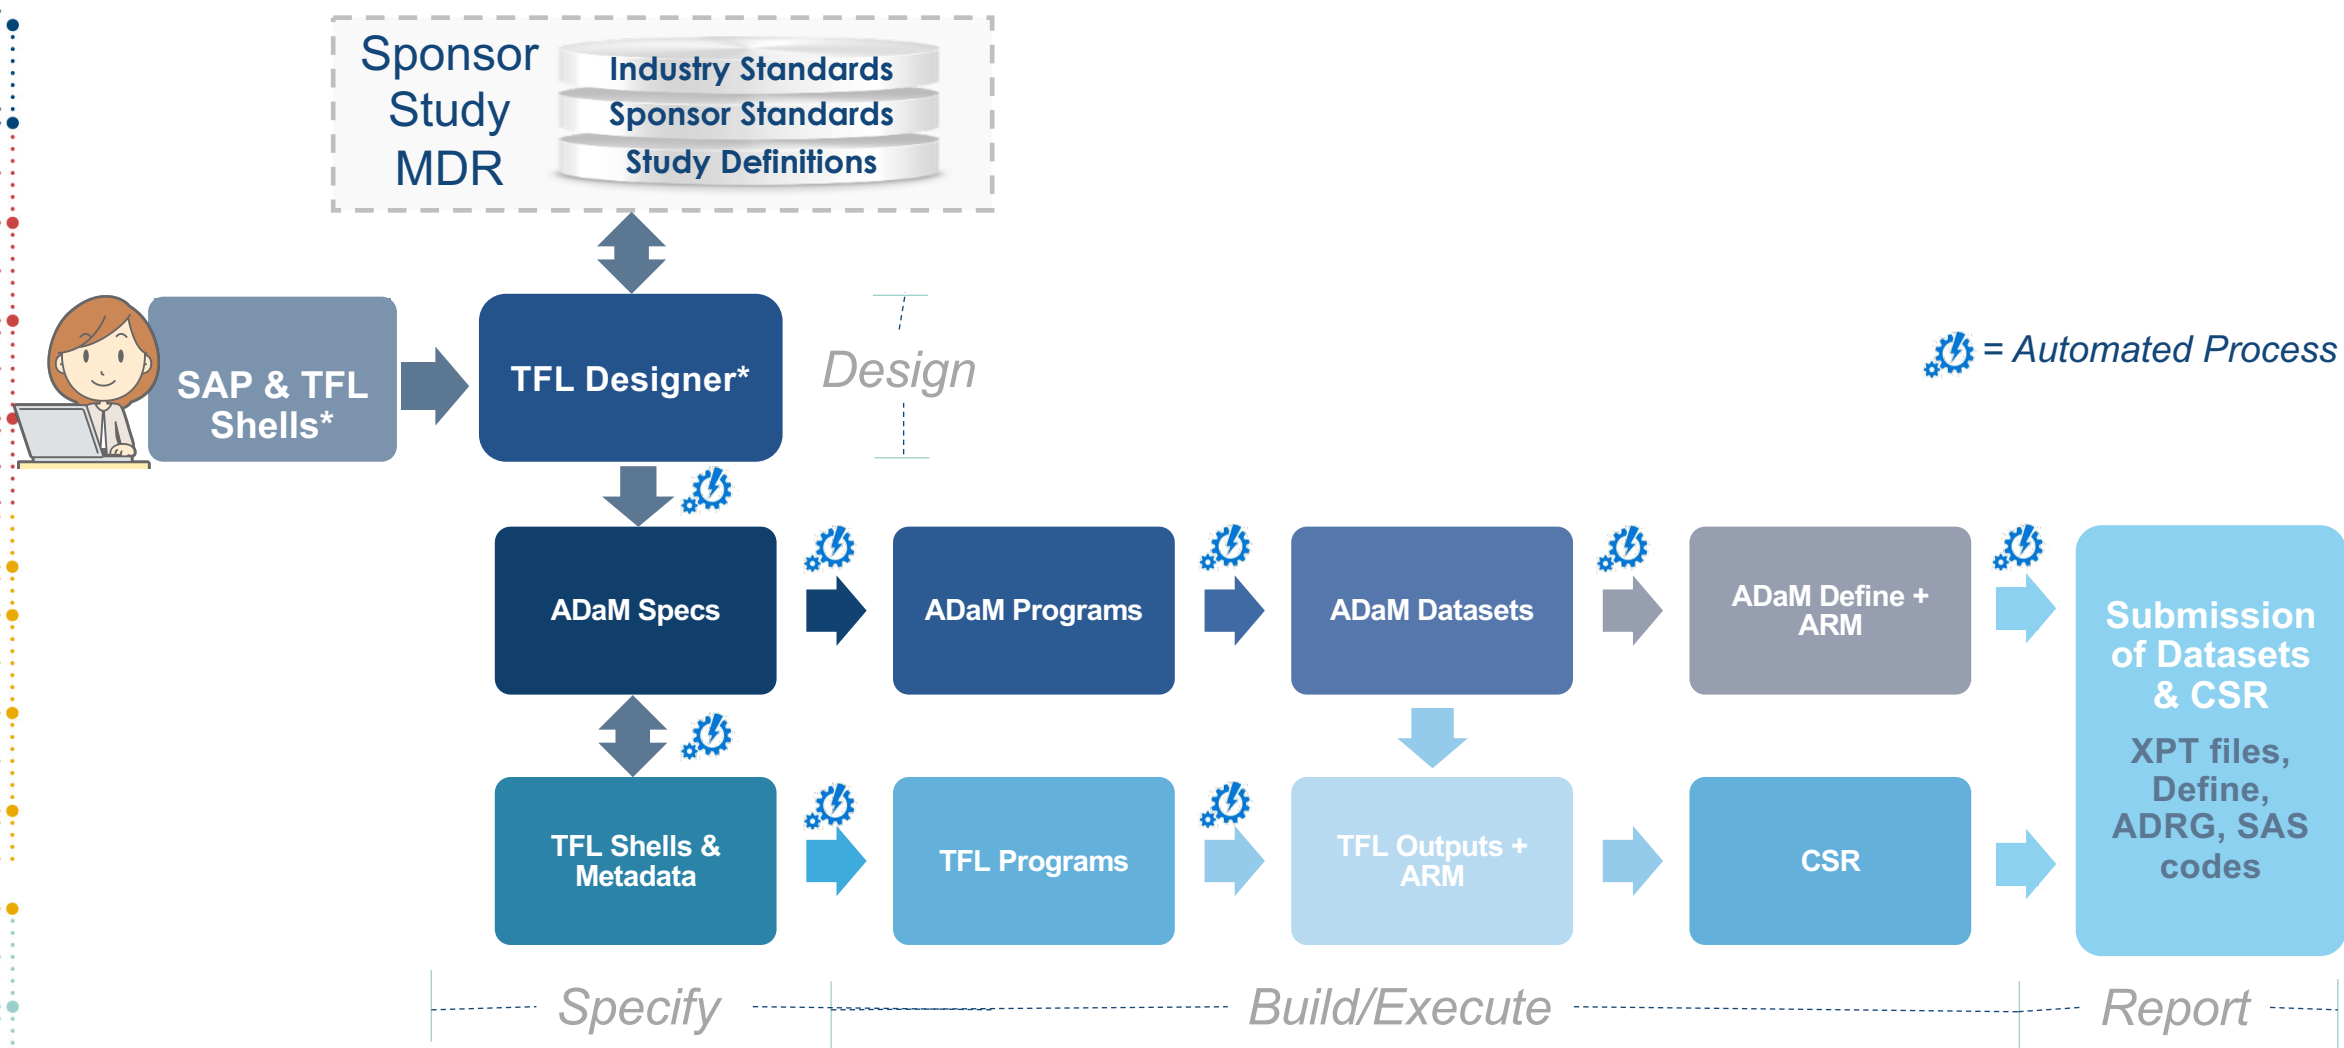 Sponsor
Study
MDR
Industry Standards
Sponsor Standards
Study Definitions
SAP & TFL
Shells*
TFL Designer*
Design
= Automated Process
ADaM Specs
ADaM Programs
ADaM Datasets
ADaM Define +
ARM
Submission
of Datasets
& CSR
XPT files,
Define,
ADRG, SAS
codes
TFL Shells &
Metadata
TFL Programs
TFL Outputs +
ARM
CSR
Specify
Build/Execute
Report